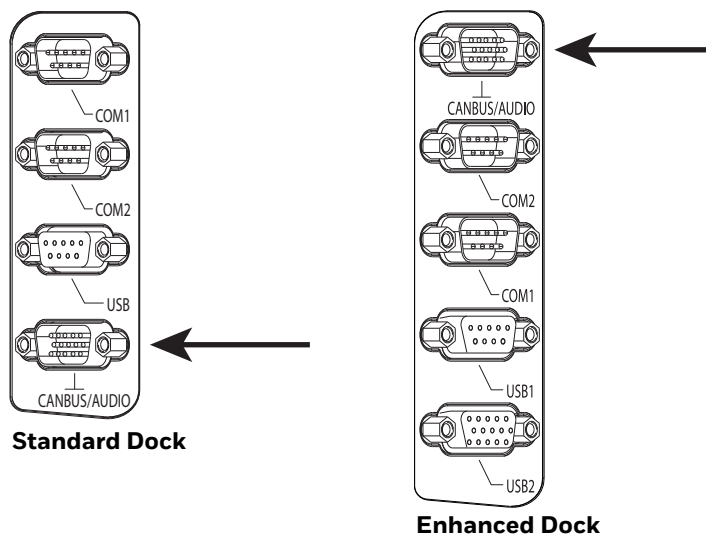 COM1
COM2
USB
CANBUS/AUDIO
Standard Dock
CANBUS/AUDIO
COM2
COM1
USB1
USB2
Enhanced Dock